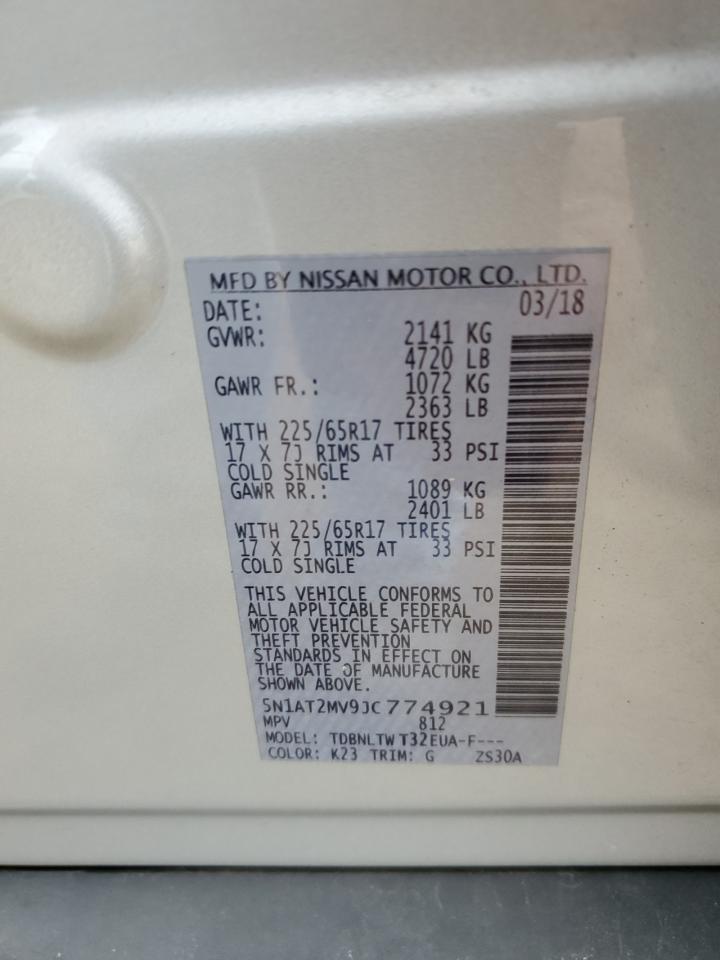 MFD BY NISSAN MOTOR CO., LTD.
DATE: 03/18
GVWR: 2141 KG
4720 LB
GAWR FR.: 1072 KG
2363 LB
WITH 225/65R17 TIRES
17 X 7J RIMS AT 33 PSI
COLD SINGLE
GAWR RR.: 1089 KG
2401 LB
WITH 225/65R17 TIRES
17 X 7J RIMS AT 33 PSI
COLD SINGLE
THIS VEHICLE CONFORMS TO
ALL APPLICABLE FEDERAL
MOTOR VEHICLE SAFETY AND
THEFT PREVENTION
STANDARDS IN EFFECT ON
THE DATE OF MANUFACTURE
SHOWN ABOVE.
5N1AT2MV9JC774921
MPV 812
MODEL: TDBNLTW T32EUA-F---
COLOR: K23 TRIM: G ZS30A